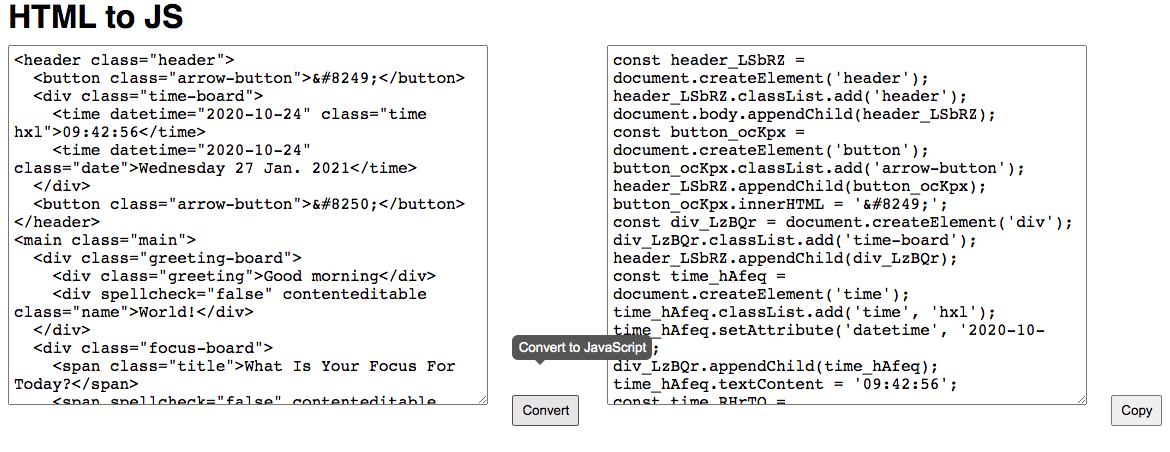 HTML to JS
<header class="header">
  <button class="arrow-button">&#8249;</button>
  <div class="time-board">
    <time datetime="2020-10-24" class="time
hxl">09:42:56</time>
    <time datetime="2020-10-24"
class="date">Wednesday 27 Jan. 2021</time>
  </div>
  <button class="arrow-button">&#8250;</button>
</header>
<main class="main">
  <div class="greeting-board">
    <div class="greeting">Good morning</div>
    <div spellcheck="false" contenteditable
class="name">World!</div>
  </div>
  <div class="focus-board">
    <span class="title">What Is Your Focus For
Today?</span>
    <span spellcheck="false" contenteditable
Convert to JavaScript
Convert
const header_LSbRZ =
document.createElement('header');
header_LSbRZ.classList.add('header');
document.body.appendChild(header_LSbRZ);
const button_ocKpx =
document.createElement('button');
button_ocKpx.classList.add('arrow-button');
header_LSbRZ.appendChild(button_ocKpx);
button_ocKpx.innerHTML = '&#8249;';
const div_LzBQr = document.createElement('div');
div_LzBQr.classList.add('time-board');
header_LSbRZ.appendChild(div_LzBQr);
const time_hAfeq =
document.createElement('time');
time_hAfeq.classList.add('time', 'hxl');
time_hAfeq.setAttribute('datetime', '2020-10-
;
div_LzBQr.appendChild(time_hAfeq);
time_hAfeq.textContent = '09:42:56';
const time_RHrTQ =
Copy